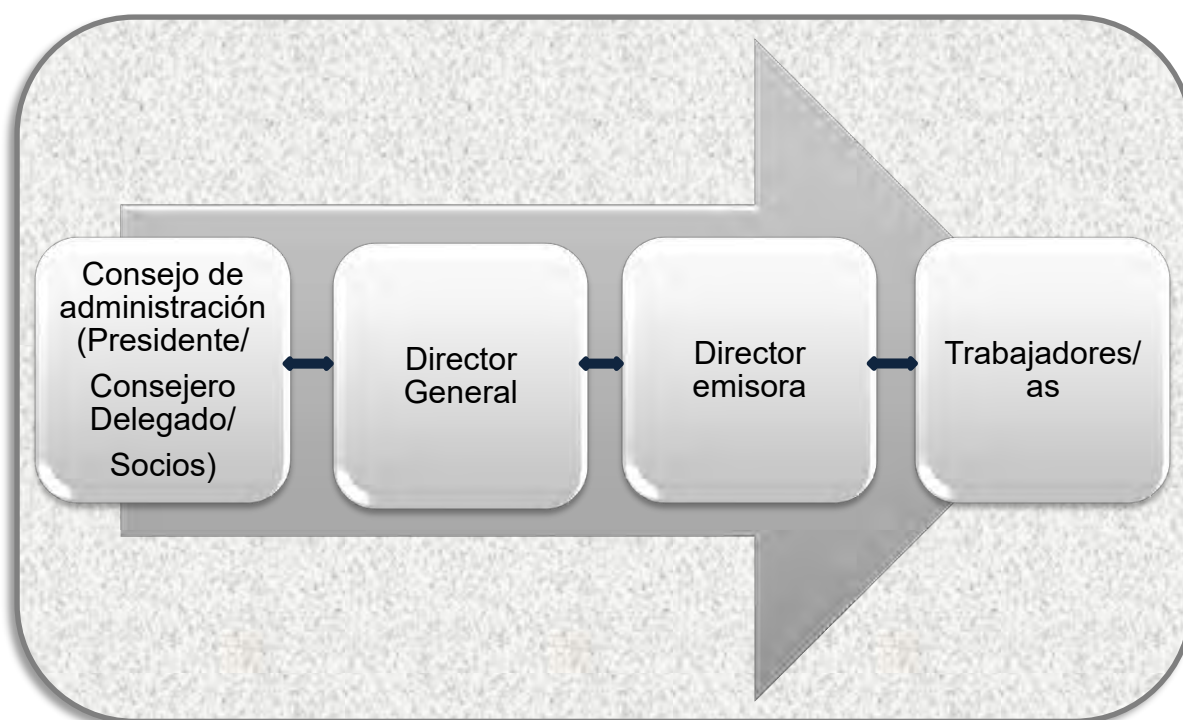 Consejo de
administración
(Presidente/
Consejero
Delegado/
Socios)
Director
General
Director
emisora
Trabajadores/
as